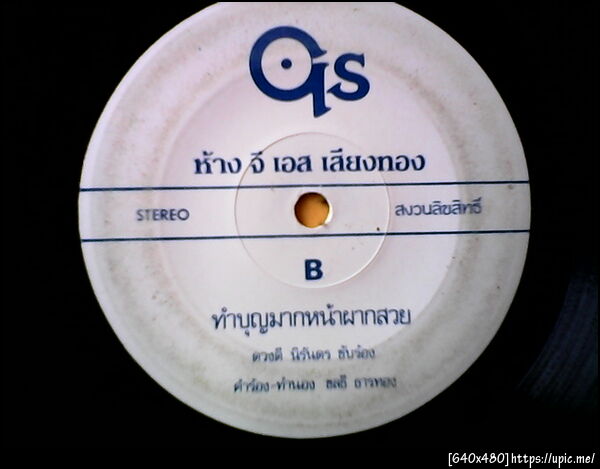 GS
ห้าง จี เอส เสียงทอง
STEREO
สงวนลิขสิทธิ์
B
ทำบุญมากหน้าผากสวย
ดวงดี นิรันดร ขับร้อง
คำร้อง-ทำนอง ชลธี ธารทอง
[640x480]https://upic.me/